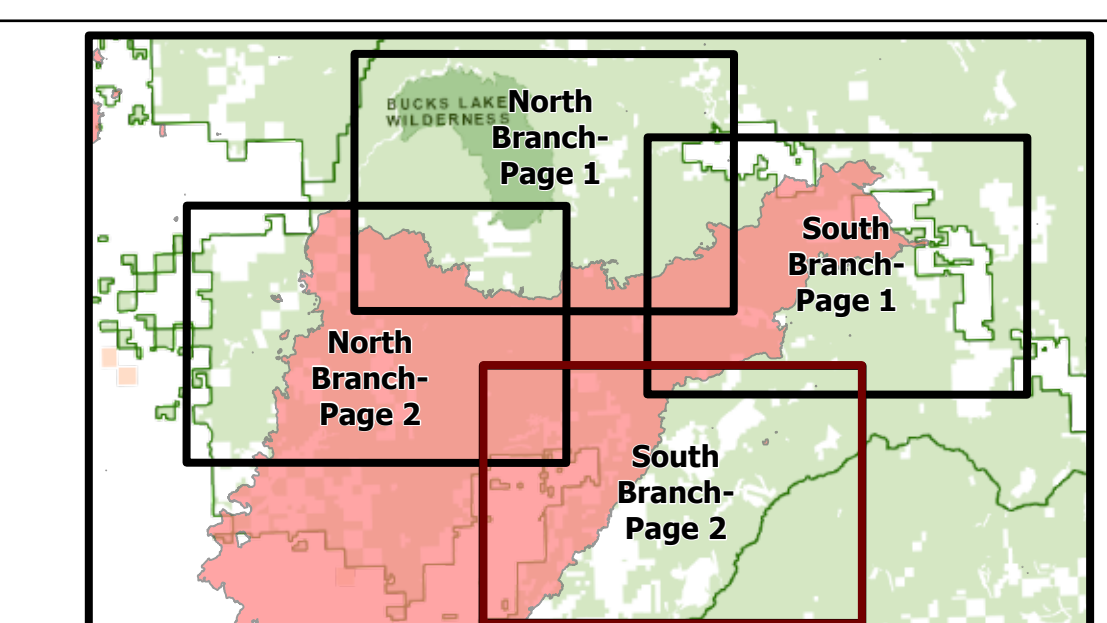 BUCKS LAKE
WILDERNESS
North
Branch-
Page 1
South
Branch-
Page 1
North
Branch-
Page 2
South
Branch-
Page 2